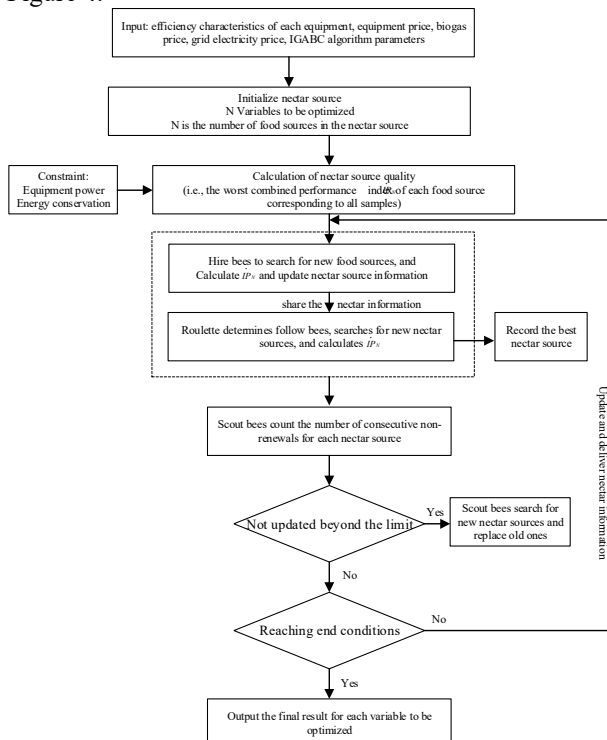 Figure 4.
Input: efficiency characteristics of each equipment, equipment price, biogas
price, grid electricity price, IGABC algorithm parameters
Initialize nectar source
N Variables to be optimized
N is the number of food sources in the nectar source
Constraint:
Equipment power
Energy conservation
Calculation of nectar source quality
(i.e., the worst combined performance index of each food source
corresponding to all samples)
Hire bees to search for new food sources, and
Calculate IP_N and update nectar source information
share the nectar information
Roulette determines follow bees, searches for new nectar
sources, and calculates IP_N
Record the best
nectar source
Scout bees count the number of consecutive non-
renewals for each nectar source
Not updated beyond the limit
Yes
Scout bees search for
new nectar sources and
replace old ones
No
Reaching end conditions
No
Update and deliver nectar information
Yes
Output the final result for each variable to be
optimized